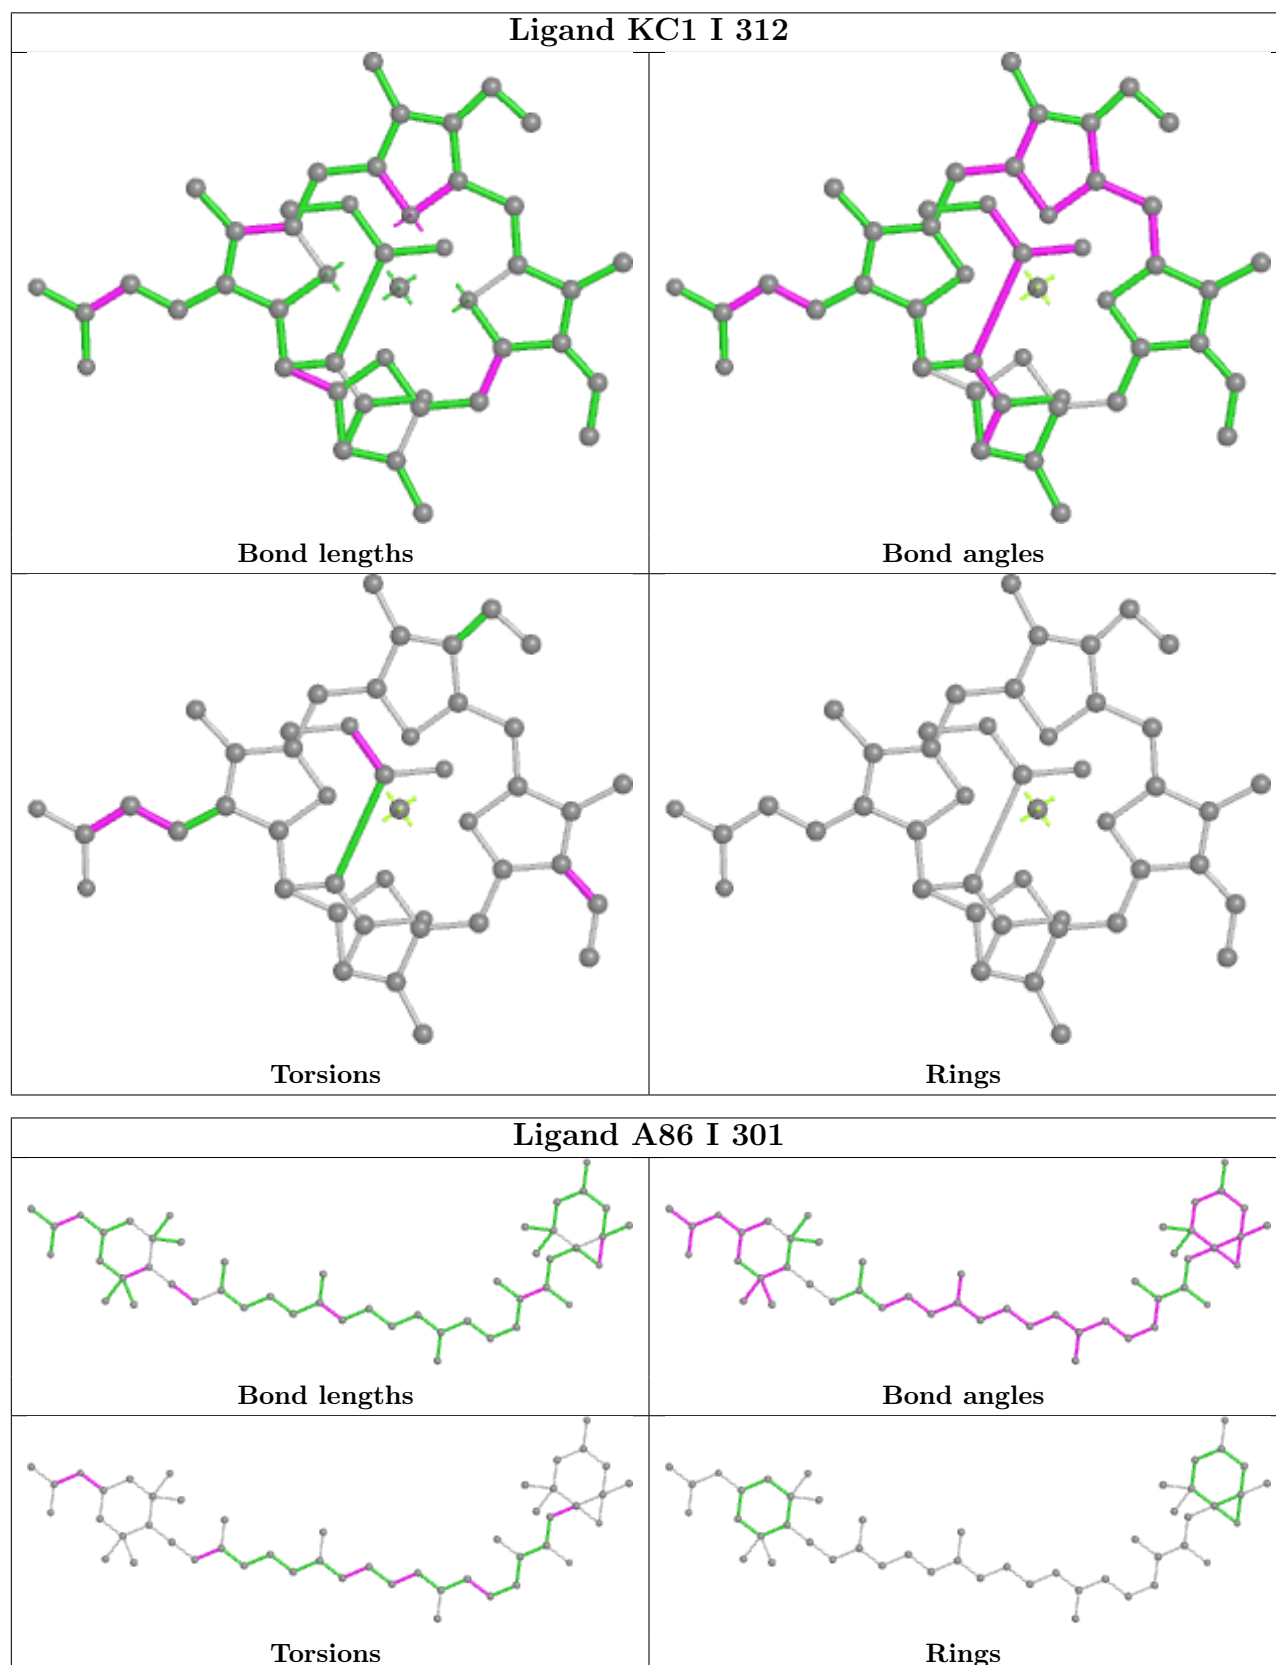 Ligand KC1 I 312
Bond lengths
Bond angles
Torsions
Rings
Ligand A86 I 301
Bond lengths
Bond angles
Torsions
Rings